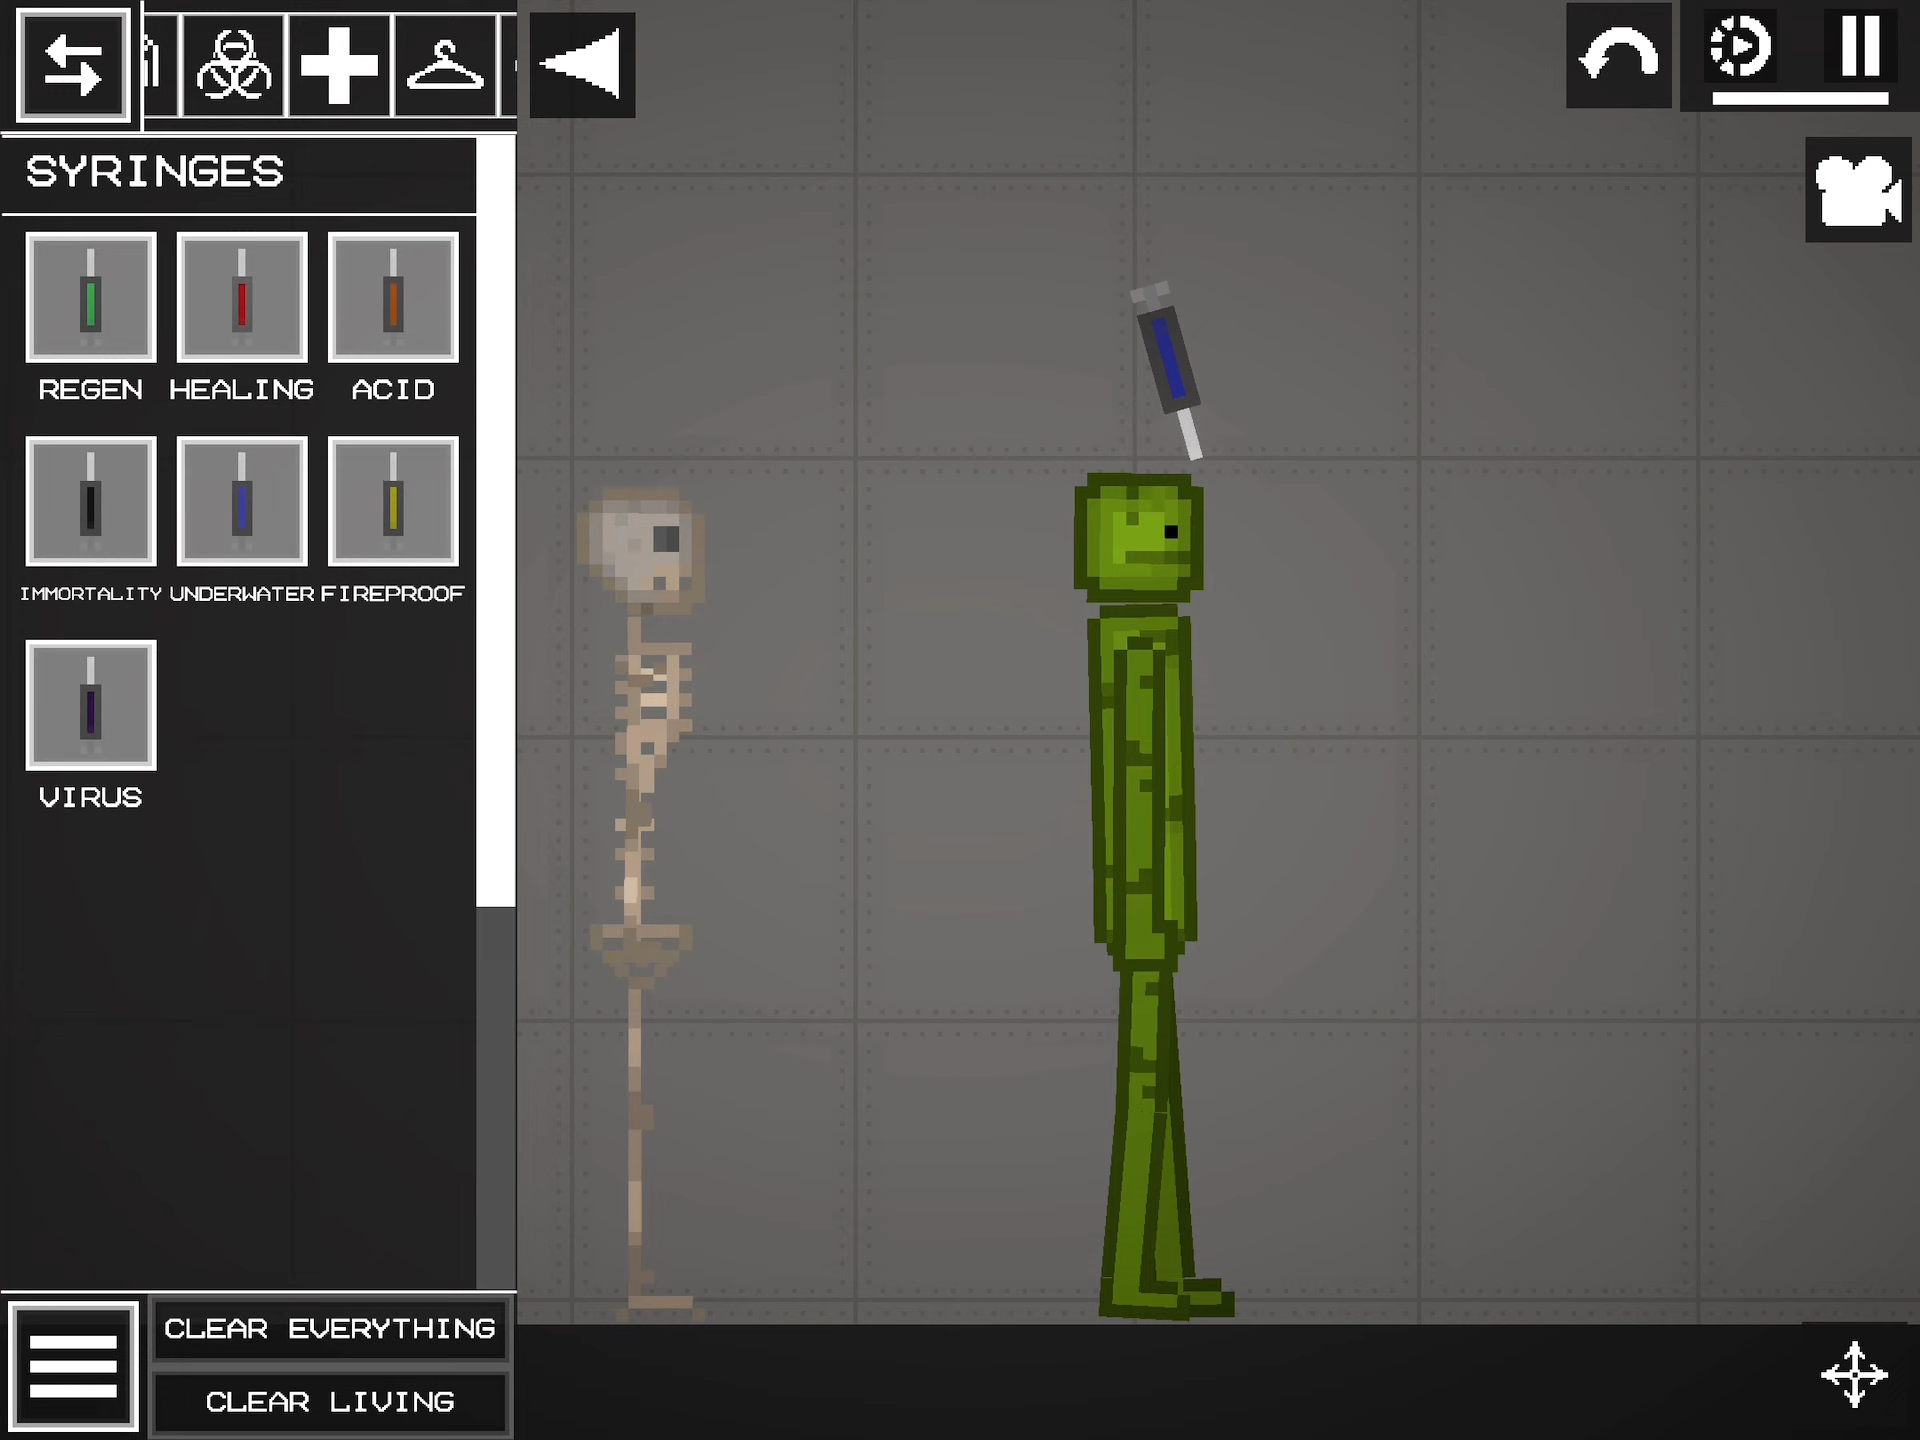 SYRINGES
REGEN HEALING ACID
IMMORTALITY UNDERWATER FIREPROOF
VIRUS
CLEAR EVERYTHING
CLEAR LIVING